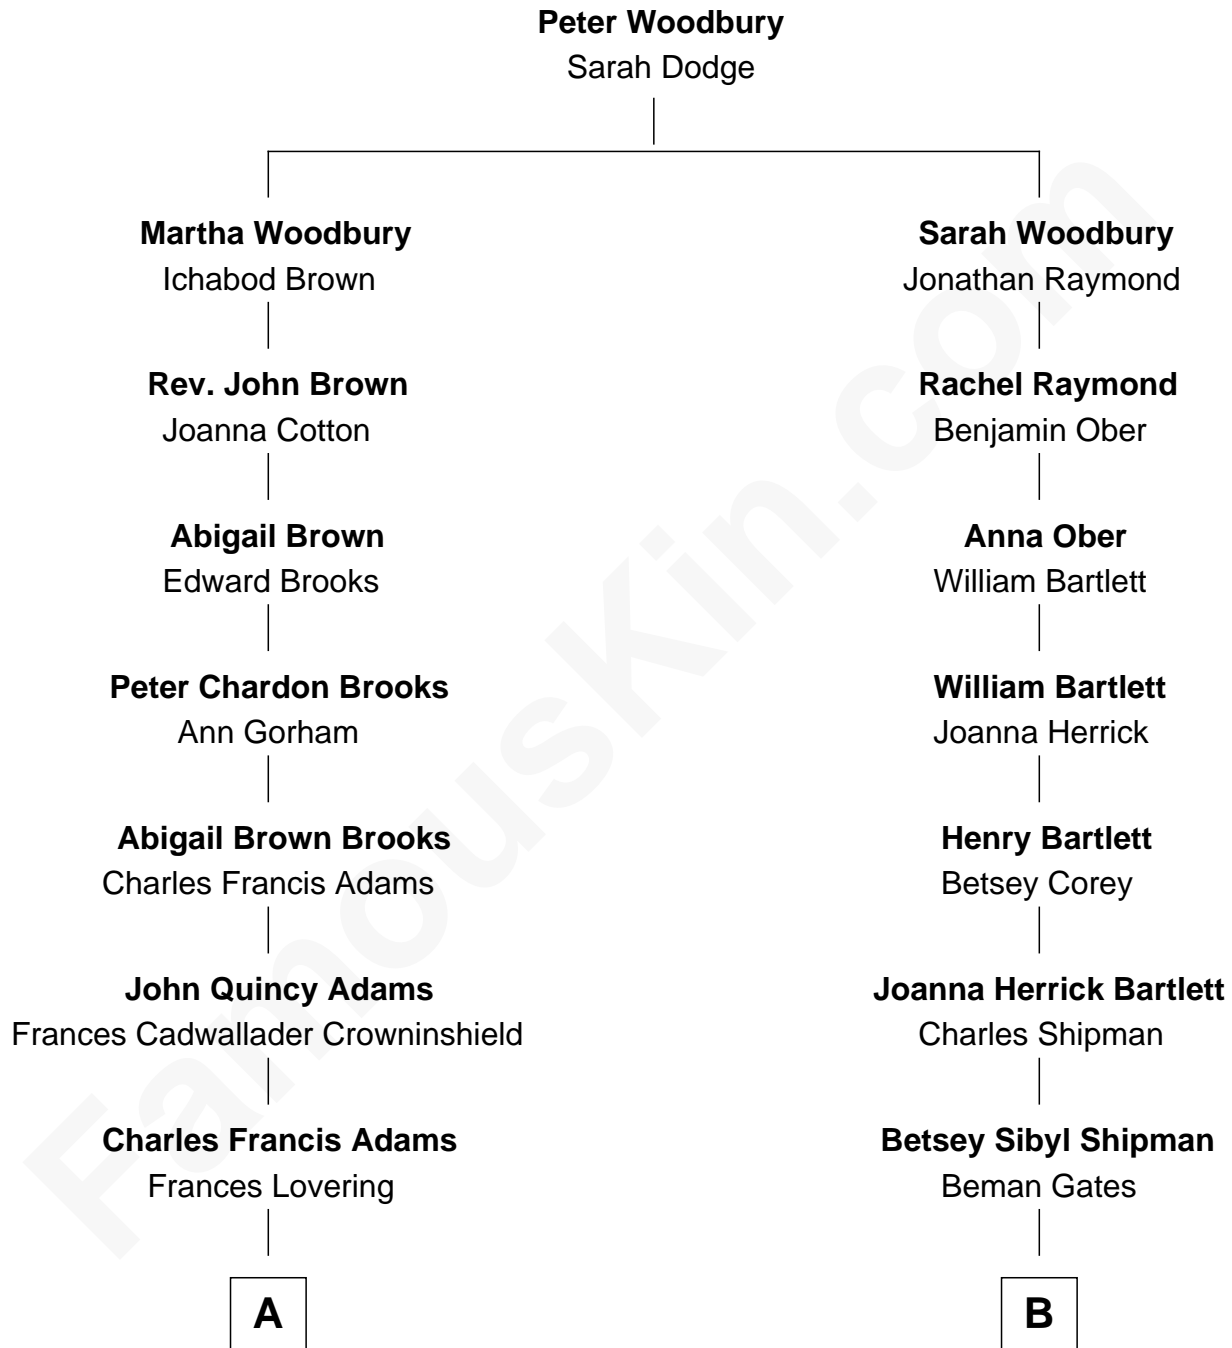 Peter Woodbury
Sarah Dodge
Martha Woodbury
Ichabod Brown
Rev. John Brown
Joanna Cotton
Abigail Brown
Edward Brooks
Peter Chardon Brooks
Ann Gorham
Abigail Brown Brooks
Charles Francis Adams
John Quincy Adams
Frances Cadwallader Crowninshield
Charles Francis Adams
Frances Lovering
A
Sarah Woodbury
Jonathan Raymond
Rachel Raymond
Benjamin Ober
Anna Ober
William Bartlett
William Bartlett
Joanna Herrick
Henry Bartlett
Betsey Corey
Joanna Herrick Bartlett
Charles Shipman
Betsey Sibyl Shipman
Beman Gates
B
FamousKin.com